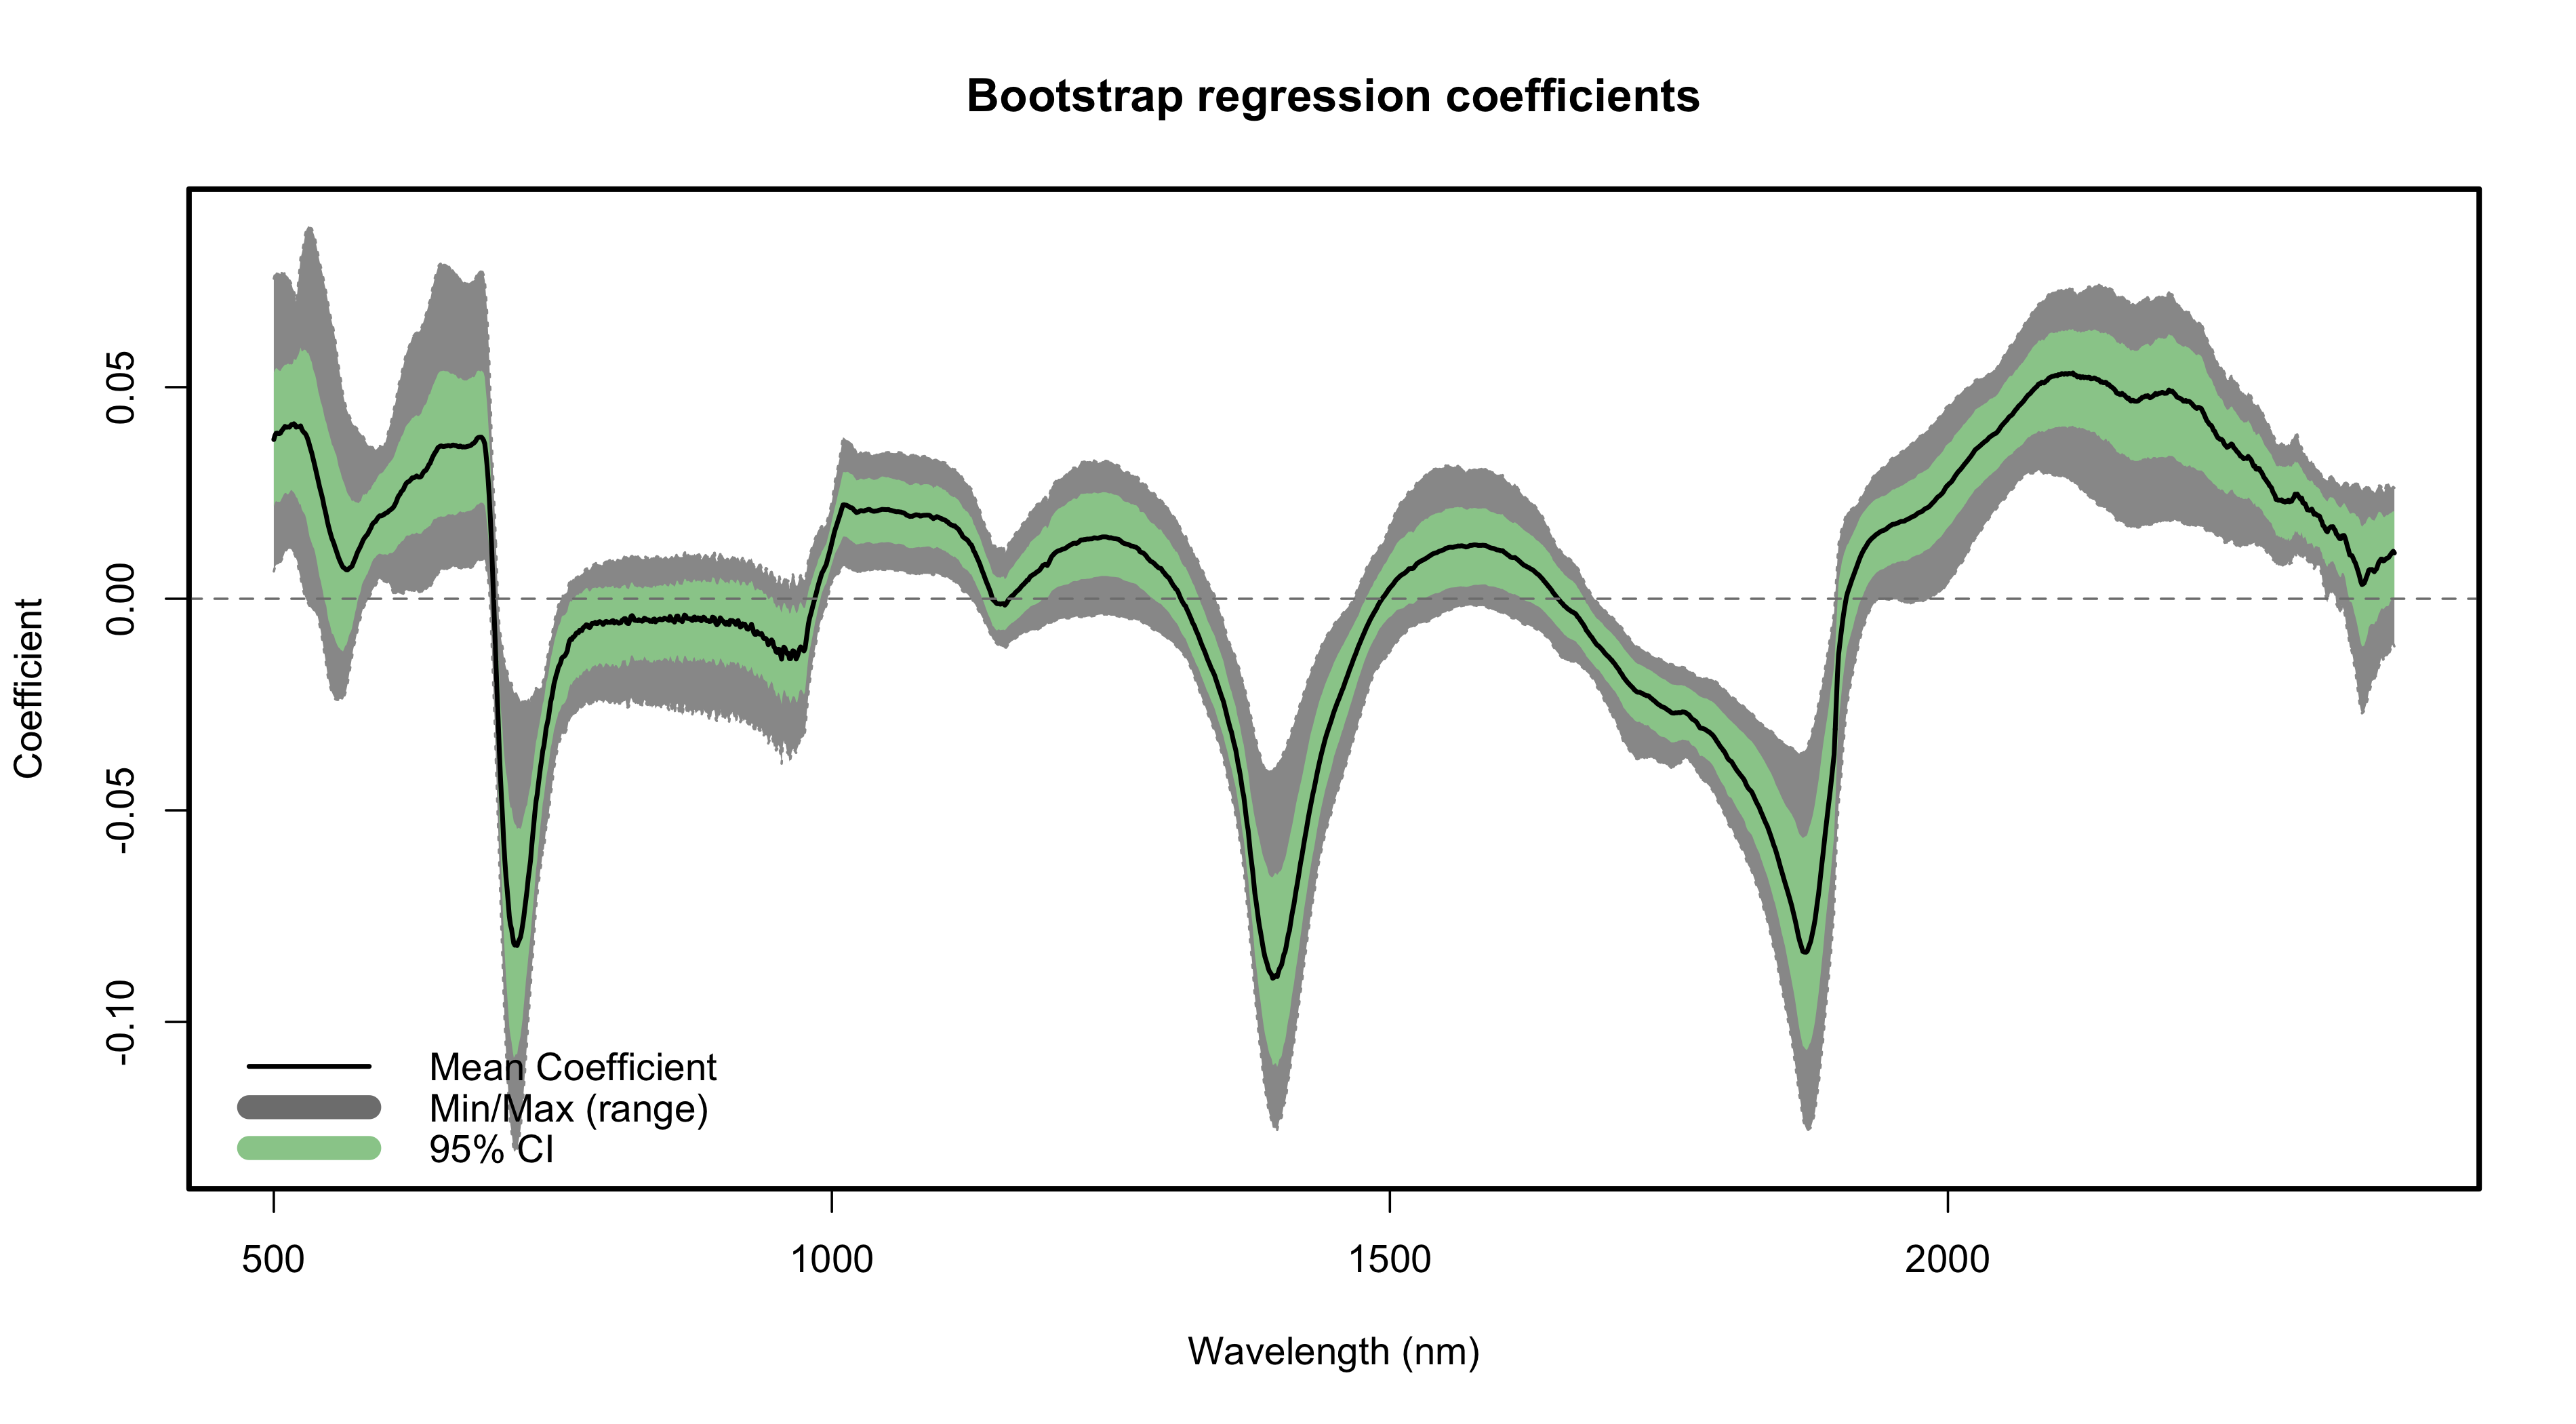 Bootstrap regression coefficients
Coefficient
0.05
0.00
-0.05
-0.10
Mean Coefficient
Min/Max (range)
95% CI
500
1000
1500
2000
Wavelength (nm)